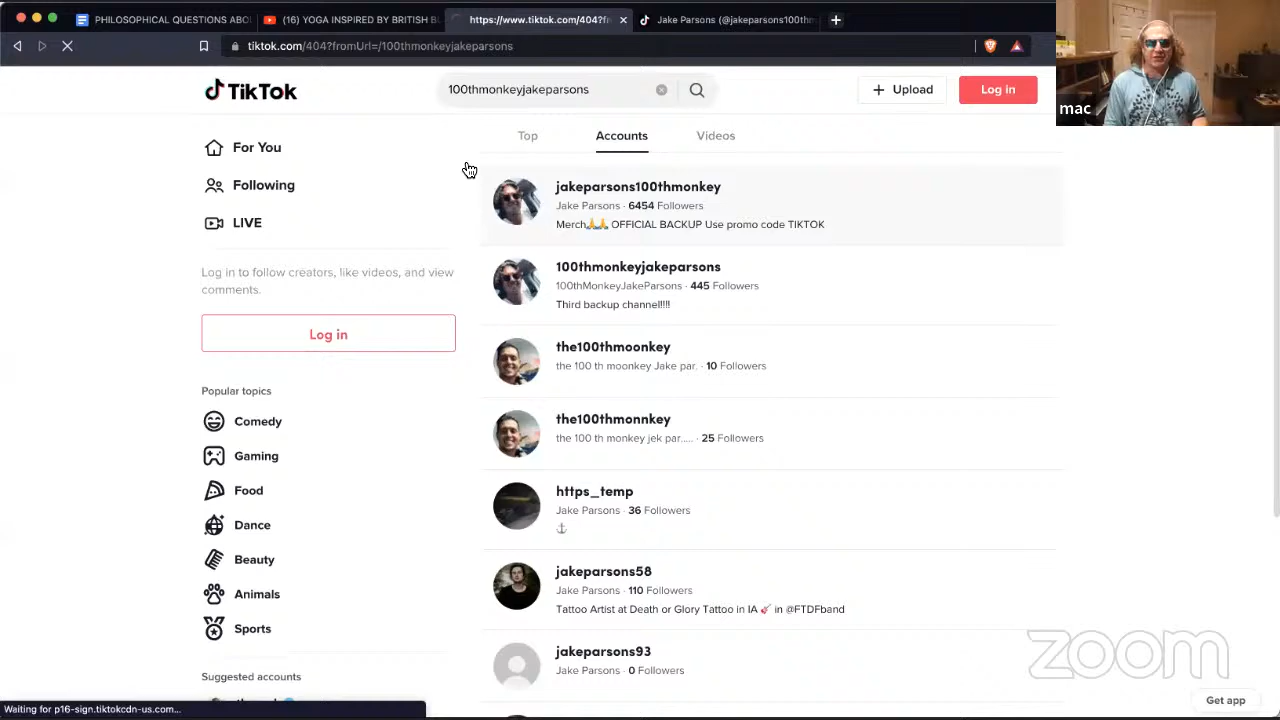 PHILOSOPHICAL QUESTIONS ABO
(16) YOGA INSPIRED BY BRITISH B
https://www.tiktok.com/404?fr
Jake Parsons (@jakeparsons100th
tiktok.com/404?fromUrl=/100thmonkeyjakeparsons
mac
TikTok
100thmonkeyjakeparsons
Upload
Log in
Top
Accounts
Videos
For You
Following
LIVE
Log in to follow creators, like videos, and view
comments.
Log in
Popular topics
Comedy
Gaming
Food
Dance
Beauty
Animals
Sports
Suggested accounts
jakeparsons100thmonkey
Jake Parsons · 6454 Followers
Merch🙏🙏 OFFICIAL BACKUP Use promo code TIKTOK
100thmonkeyjakeparsons
100thMonkeyJakeParsons · 445 Followers
Third backup channel!!!!
the100thmoonkey
the 100 th moonkey Jake par. · 10 Followers
the100thmonnkey
the 100 th monkey jek par..... · 25 Followers
https_temp
Jake Parsons · 36 Followers
⚓
jakeparsons58
Jake Parsons · 110 Followers
Tattoo Artist at Death or Glory Tattoo in IA 🎸 in @FTDFband
jakeparsons93
Jake Parsons · 0 Followers
zoom
Get app
Waiting for p16-sign.tiktokcdn-us.com...